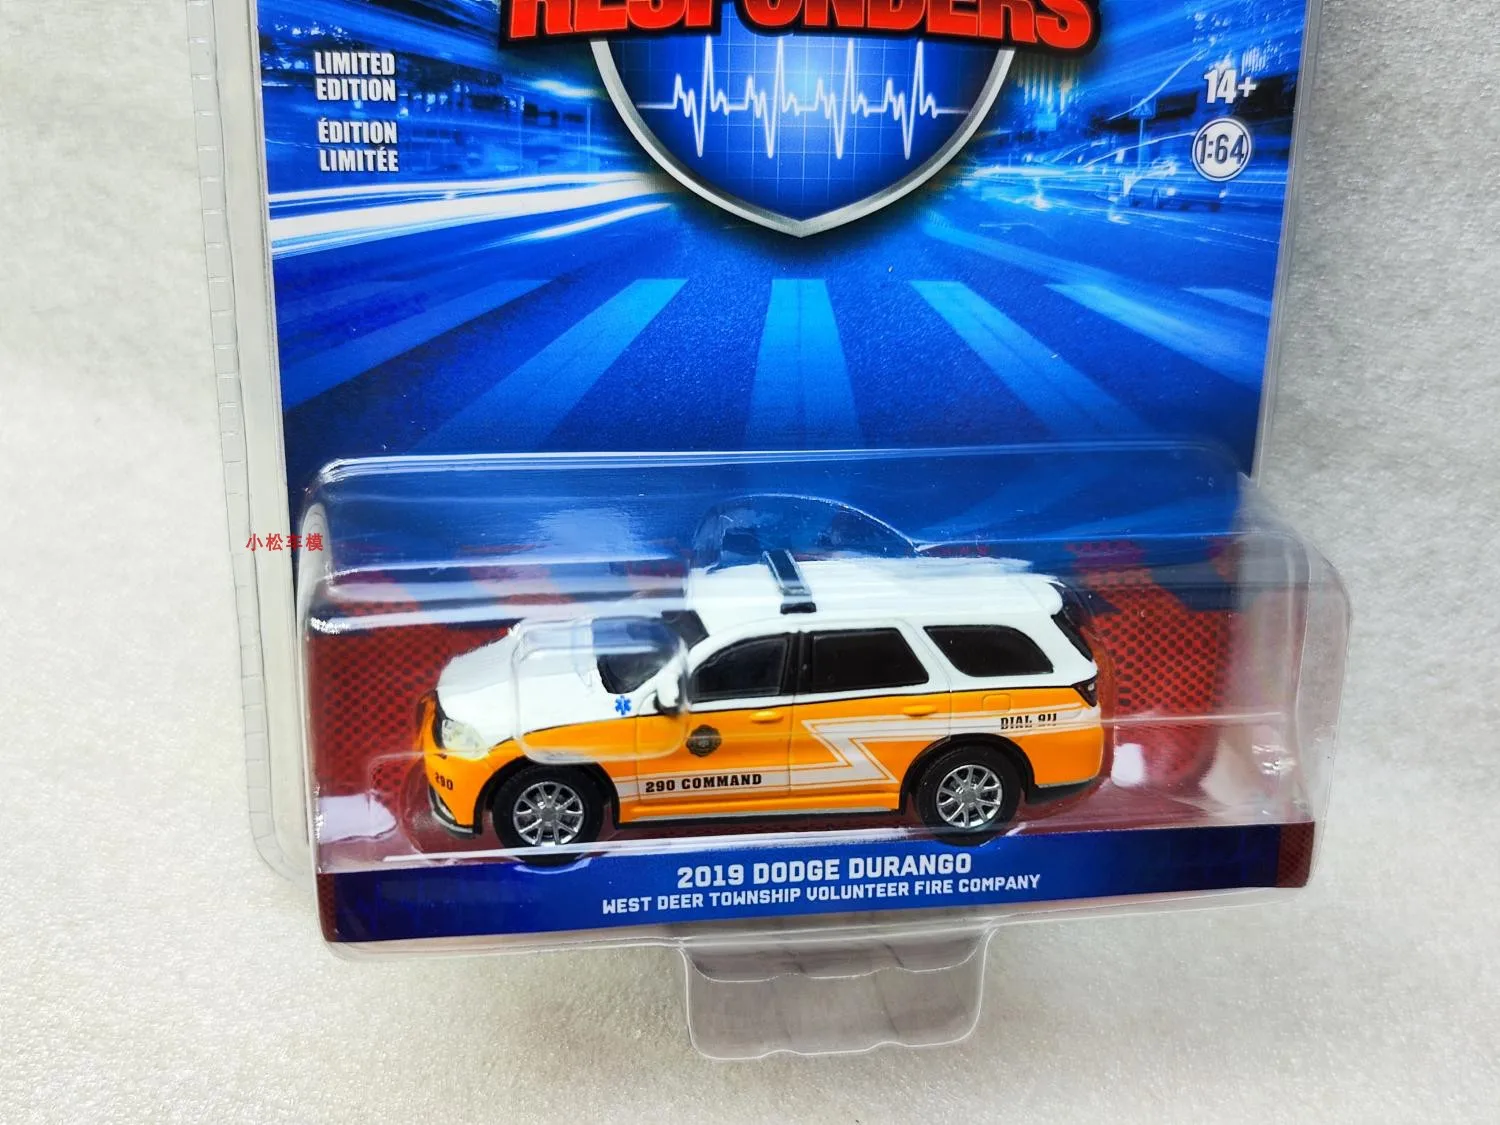 RESPONDERS
LIMITED
EDITION
ÉDITION
LIMITÉE
14+
1:64
小松车模
290
290 COMMAND
DIAL 911
2019 DODGE DURANGO
WEST DEER TOWNSHIP VOLUNTEER FIRE COMPANY